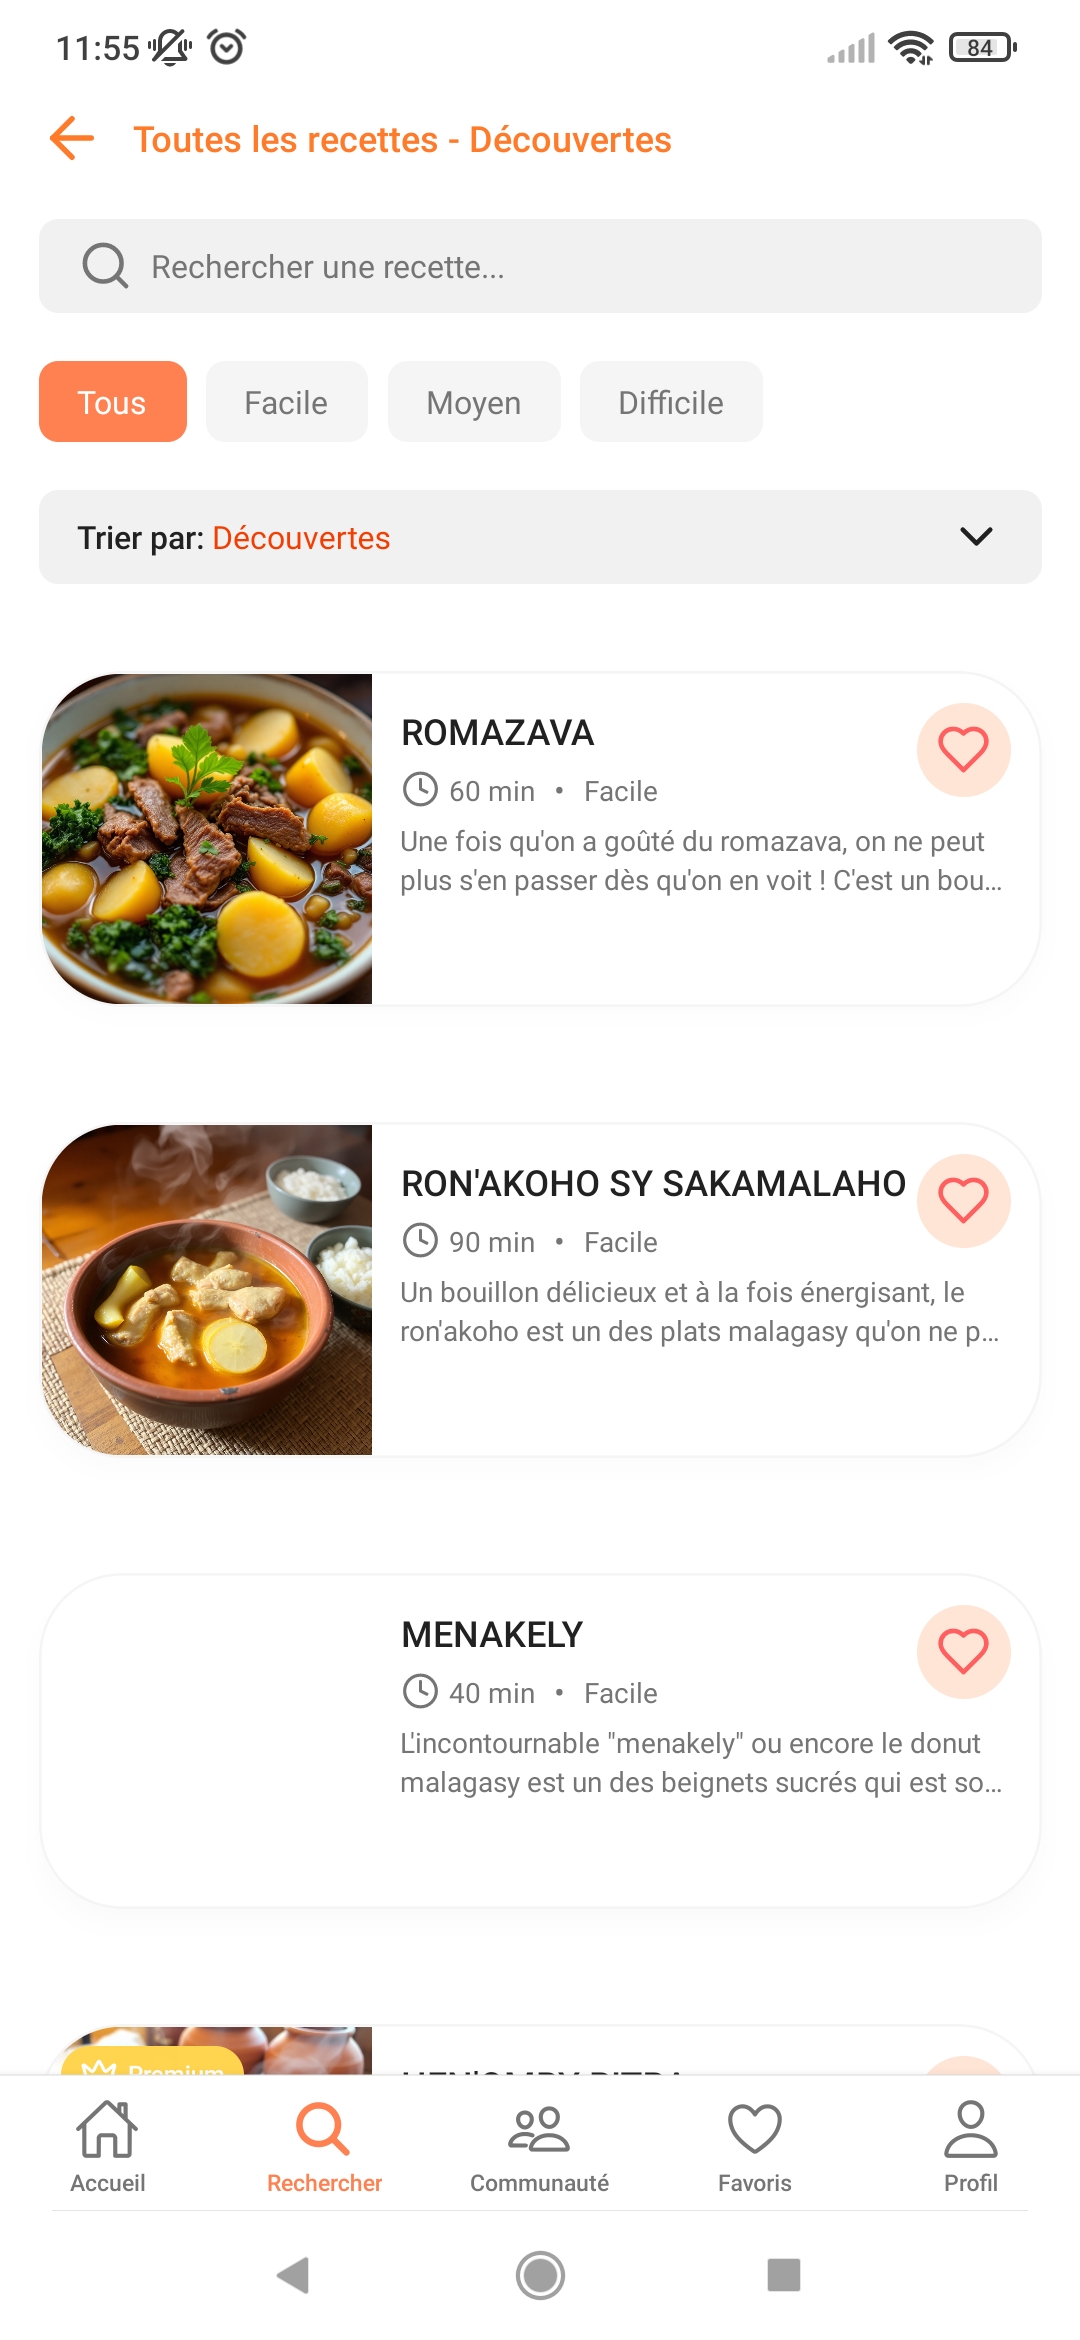 11:55
84
Toutes les recettes - Découvertes
Rechercher une recette...
Tous
Facile
Moyen
Difficile
Trier par: Découvertes
ROMAZAVA
60 min • Facile
Une fois qu'on a goûté du romazava, on ne peut
plus s'en passer dès qu'on en voit ! C'est un bou...
RON'AKOHO SY SAKAMALAHO
90 min • Facile
Un bouillon délicieux et à la fois énergisant, le
ron'akoho est un des plats malagasy qu'on ne p...
MENAKELY
40 min • Facile
L'incontournable "menakely" ou encore le donut
malagasy est un des beignets sucrés qui est so...
Premium
Accueil
Rechercher
Communauté
Favoris
Profil